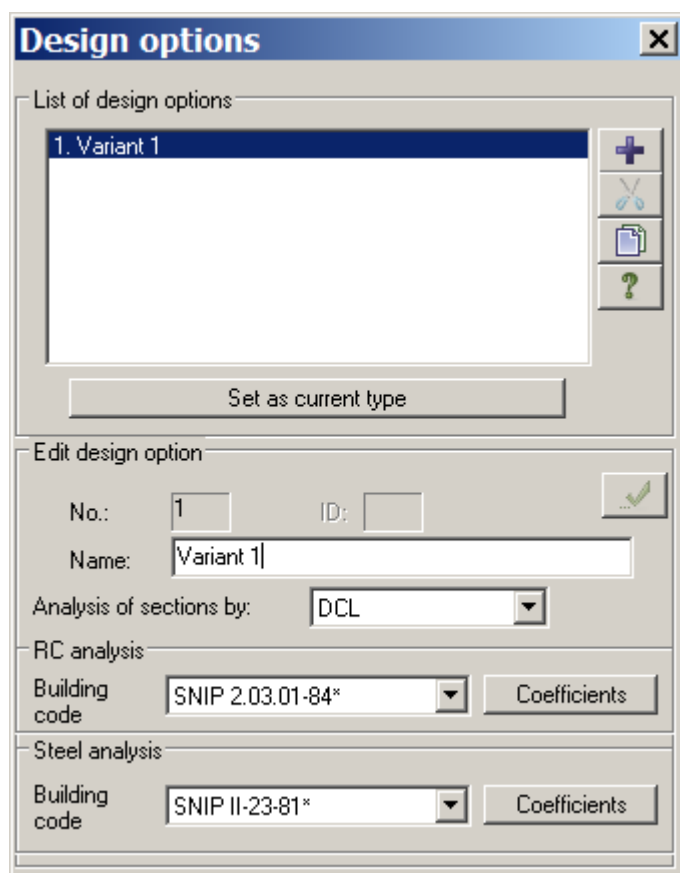 Design options
List of design options
1. Variant 1
Set as current type
Edit design option
No.: 1 ID:
Name: Variant 1
Analysis of sections by: DCL
RC analysis
Building code SNIP 2.03.01-84* Coefficients
Steel analysis
Building code SNIP II-23-81* Coefficients